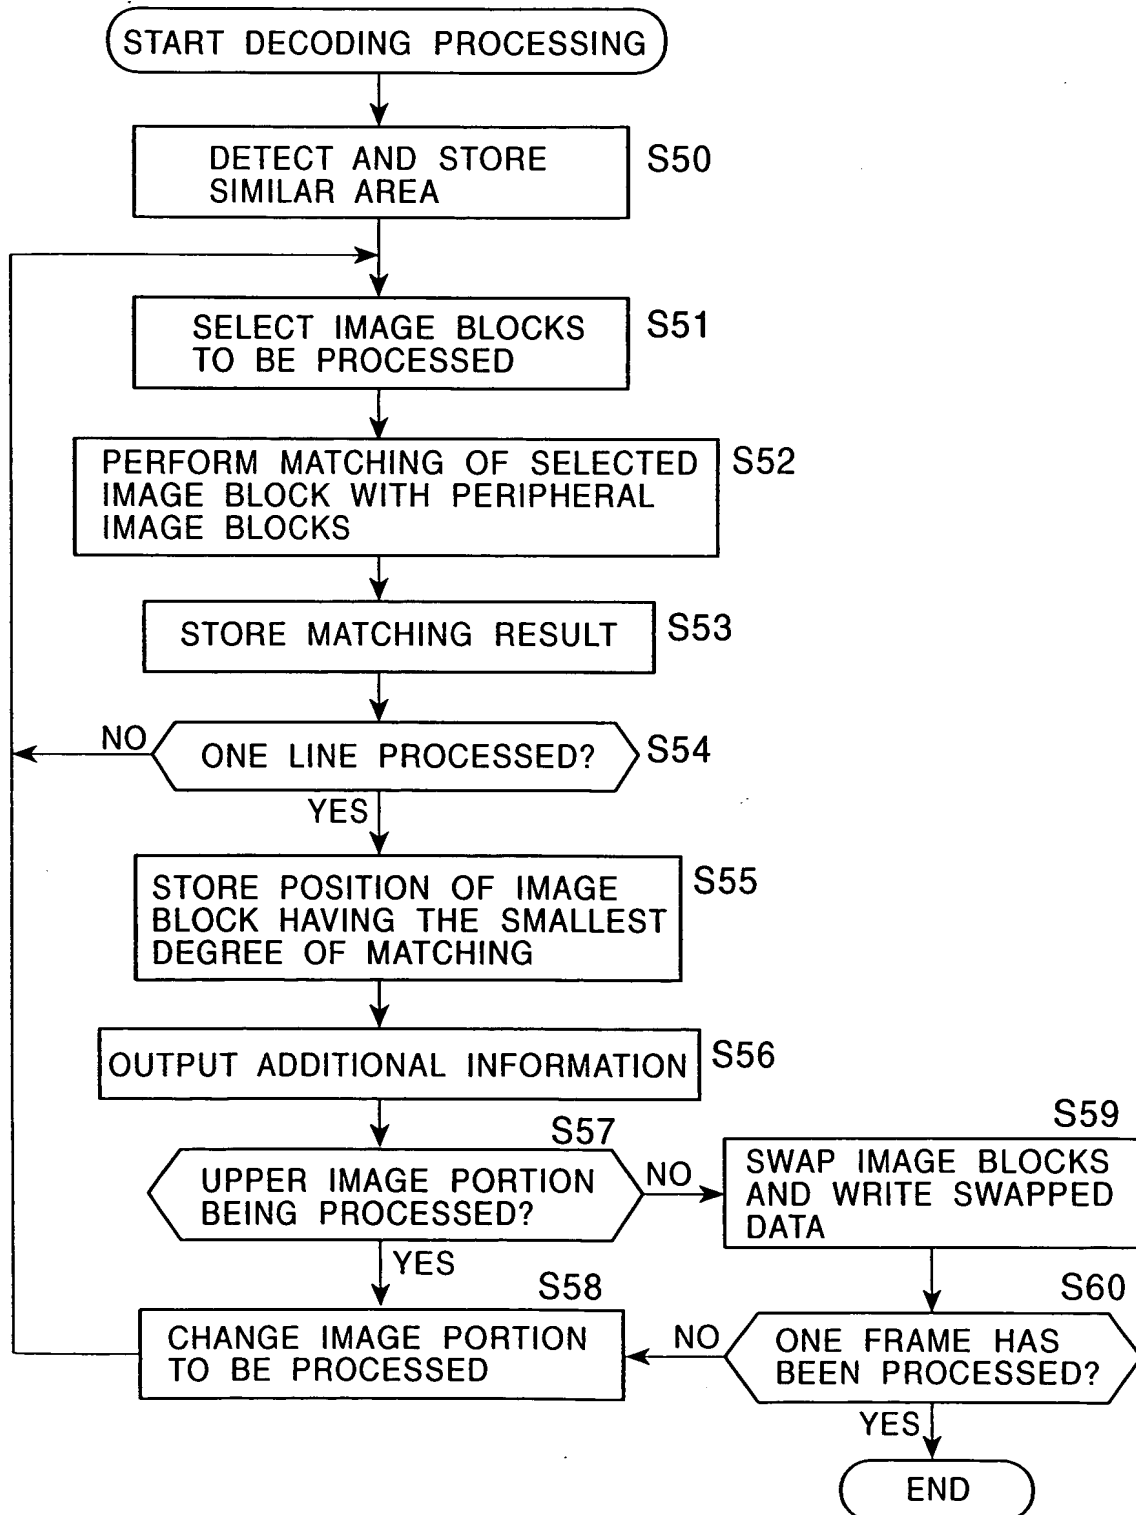 START DECODING PROCESSING
DETECT AND STORE
SIMILAR AREA
S50
SELECT IMAGE BLOCKS
TO BE PROCESSED
S51
PERFORM MATCHING OF SELECTED
IMAGE BLOCK WITH PERIPHERAL
IMAGE BLOCKS
S52
STORE MATCHING RESULT
S53
ONE LINE PROCESSED?
S54
NO
YES
STORE POSITION OF IMAGE
BLOCK HAVING THE SMALLEST
DEGREE OF MATCHING
S55
OUTPUT ADDITIONAL INFORMATION
S56
S57
UPPER IMAGE PORTION
BEING PROCESSED?
NO
YES
S59
SWAP IMAGE BLOCKS
AND WRITE SWAPPED
DATA
S58
CHANGE IMAGE PORTION
TO BE PROCESSED
S60
NO
ONE FRAME HAS
BEEN PROCESSED?
YES
END